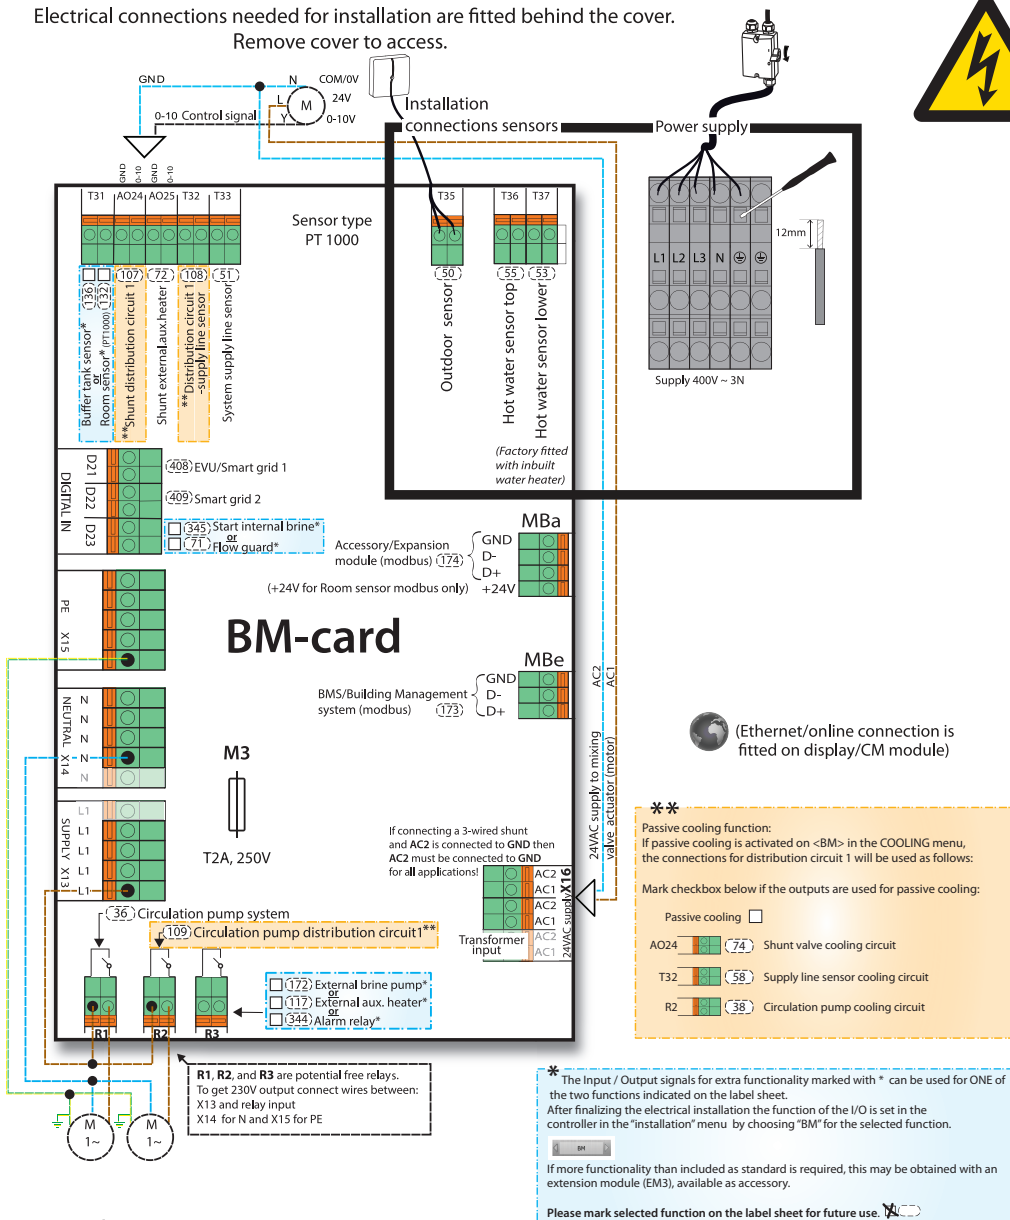 Electrical connections needed for installation are fitted behind the cover.
Remove cover to access.
GND
N
COM/0V
L
M
24V
Y
0-10V
0-10 Control signal
Installation
connections sensors
Power supply
GND
0-10
GND
0-10
T31
AO24
AO25
T32
T33
T35
T36
T37
Sensor type
PT 1000
(136)
(132)
(107)
(72)
(108)
(51)
(50)
(55)
(53)
Buffer tank sensor*
or
Room sensor* (PT1000)
**Shunt distribution circuit 1
Shunt external.aux.heater
**Distribution circuit 1
-supply line sensor
System supply line sensor
Outdoor sensor
Hot water sensor top
Hot water sensor lower
(Factory fitted
with inbuilt
water heater)
L1
L2
L3
N
12mm
Supply 400V ~ 3N
DIGITAL IN
D21
D22
D23
(408) EVU/Smart grid 1
(409) Smart grid 2
(345) Start internal brine*
or
(71) Flow guard*
MBa
Accessory/Expansion
module (modbus) (174)
GND
D-
D+
(+24V for Room sensor modbus only)
+24V
PE X15
BM-card
MBe
BMS/Building Management
system (modbus) (173)
GND
D-
D+
AC2
AC1
24VAC supply to mixing
valve actuator (motor)
NEUTRAL X14
N
N
N
N
N
M3
T2A, 250V
(Ethernet/online connection is
fitted on display/CM module)
SUPPLY X13
L1
L1
L1
L1
L1
If connecting a 3-wired shunt
and AC2 is connected to GND then
AC2 must be connected to GND
for all applications!
AC2
AC1
AC2
AC1
AC2
AC1
X16
24VAC supply
Transformer
input
(36) Circulation pump system
(109) Circulation pump distribution circuit1**
R1
R2
R3
(172) External brine pump*
or
(117) External aux. heater*
or
(344) Alarm relay*
R1, R2, and R3 are potential free relays.
To get 230V output connect wires between:
X13 and relay input
X14 for N and X15 for PE
M
1~
M
1~
**
Passive cooling function:
If passive cooling is activated on <BM> in the COOLING menu,
the connections for distribution circuit 1 will be used as follows:
Mark checkbox below if the outputs are used for passive cooling:
Passive cooling
AO24 (74) Shunt valve cooling circuit
T32 (58) Supply line sensor cooling circuit
R2 (38) Circulation pump cooling circuit
* The Input / Output signals for extra functionality marked with * can be used for ONE of
the two functions indicated on the label sheet.
After finalizing the electrical installation the function of the I/O is set in the
controller in the "installation" menu by choosing "BM" for the selected function.
BM
If more functionality than included as standard is required, this may be obtained with an
extension module (EM3), available as accessory.
Please mark selected function on the label sheet for future use.